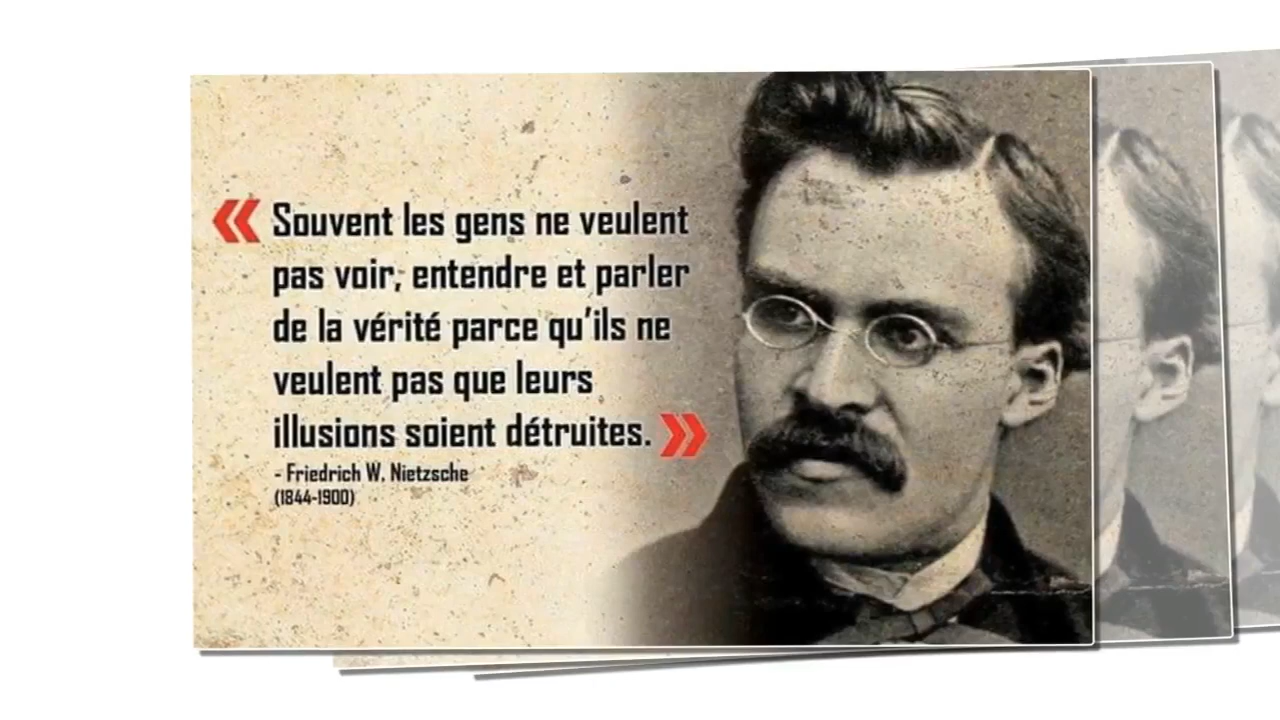 « Souvent les gens ne veulent
pas voir, entendre et parler
de la vérité parce qu'ils ne
veulent pas que leurs
illusions soient détruites. »
- Friedrich W. Nietzsche
(1844-1900)